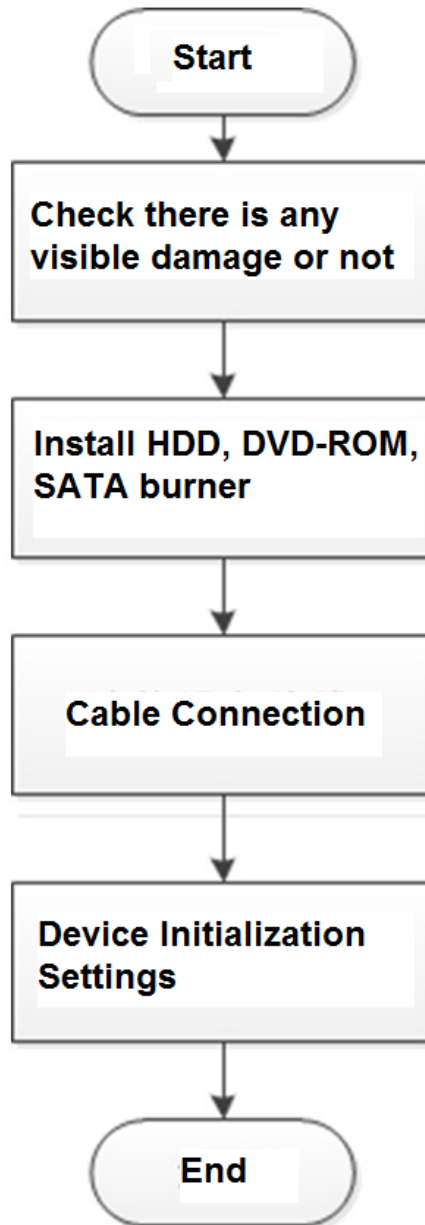 Start
Check there is any
visible damage or not
Install HDD, DVD-ROM,
SATA burner
Cable Connection
Device Initialization
Settings
End